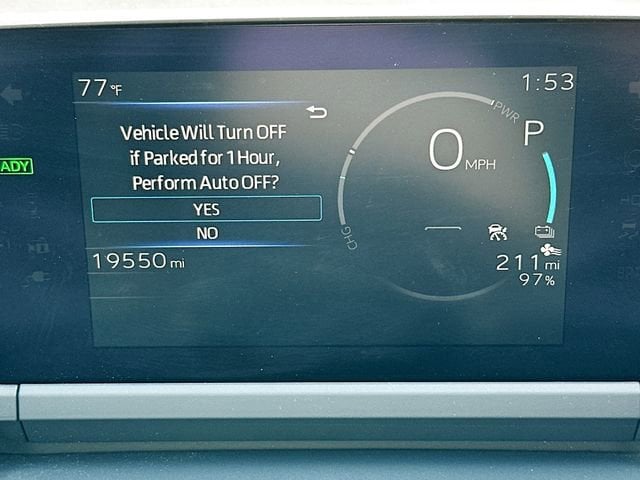 77°F
1:53
Vehicle Will Turn OFF
if Parked for 1 Hour,
Perform Auto OFF?
YES
NO
19550 mi
PWR
P
0 MPH
CHG
211 mi
97%
ADY